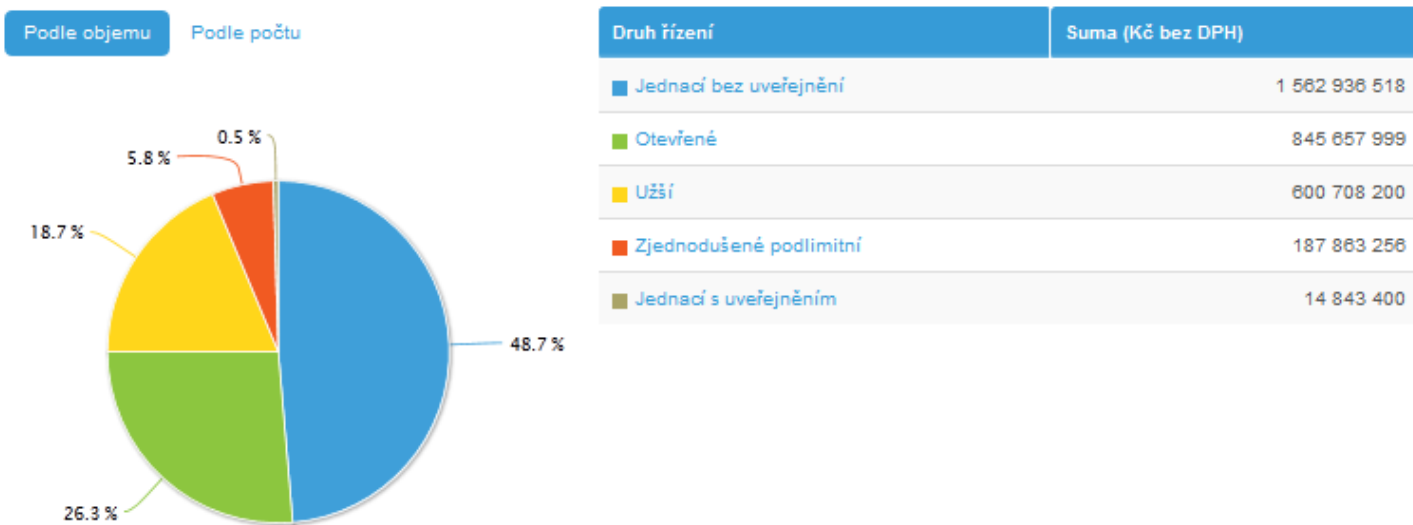 Podle objemu Podle počtu
0.5 %
5.8 %
18.7 %
48.7 %
26.3 %
Druh řízení Suma (Kč bez DPH)
Jednací bez uveřejnění 1 562 936 518
Otevřené 845 657 999
Užší 600 708 200
Zjednodušené podlimitní 187 863 256
Jednací s uveřejněním 14 843 400